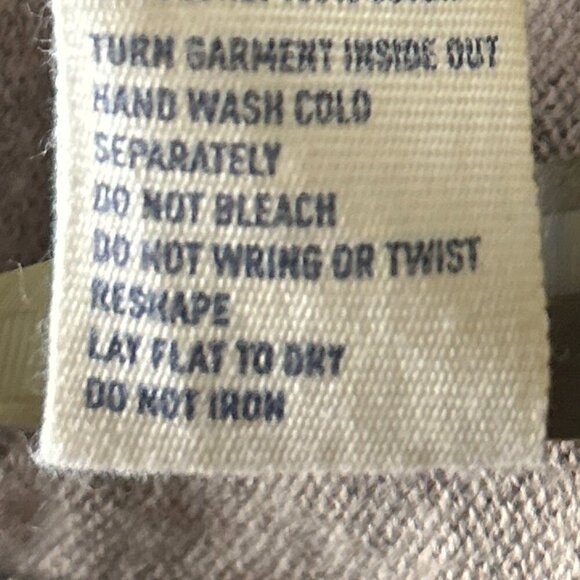 TURN GARMENT INSIDE OUT
HAND WASH COLD
SEPARATELY
DO NOT BLEACH
DO NOT WRING OR TWIST
RESHAPE
LAY FLAT TO DRY
DO NOT IRON